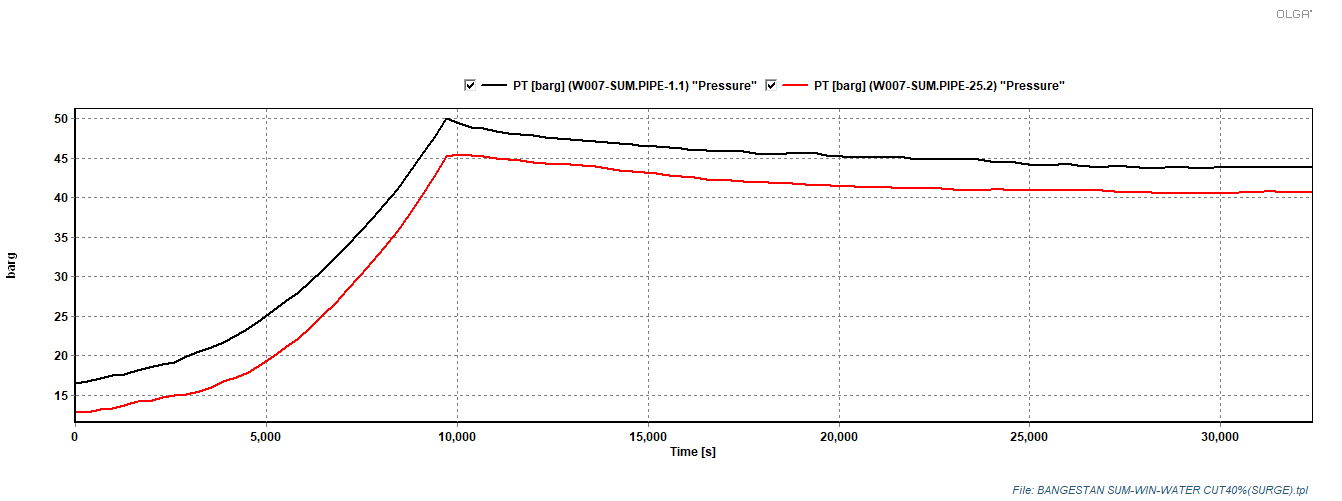 OLGA
PT [barg] (W007-SUM.PIPE-1.1) "Pressure" PT [barg] (W007-SUM.PIPE-25.2) "Pressure"
50
45
40
35
30
25
20
15
barg
0 5,000 10,000 15,000 20,000 25,000 30,000
Time [s]
File: BANGESTAN SUM-WIN-WATER CUT40%(SURGE).tpl